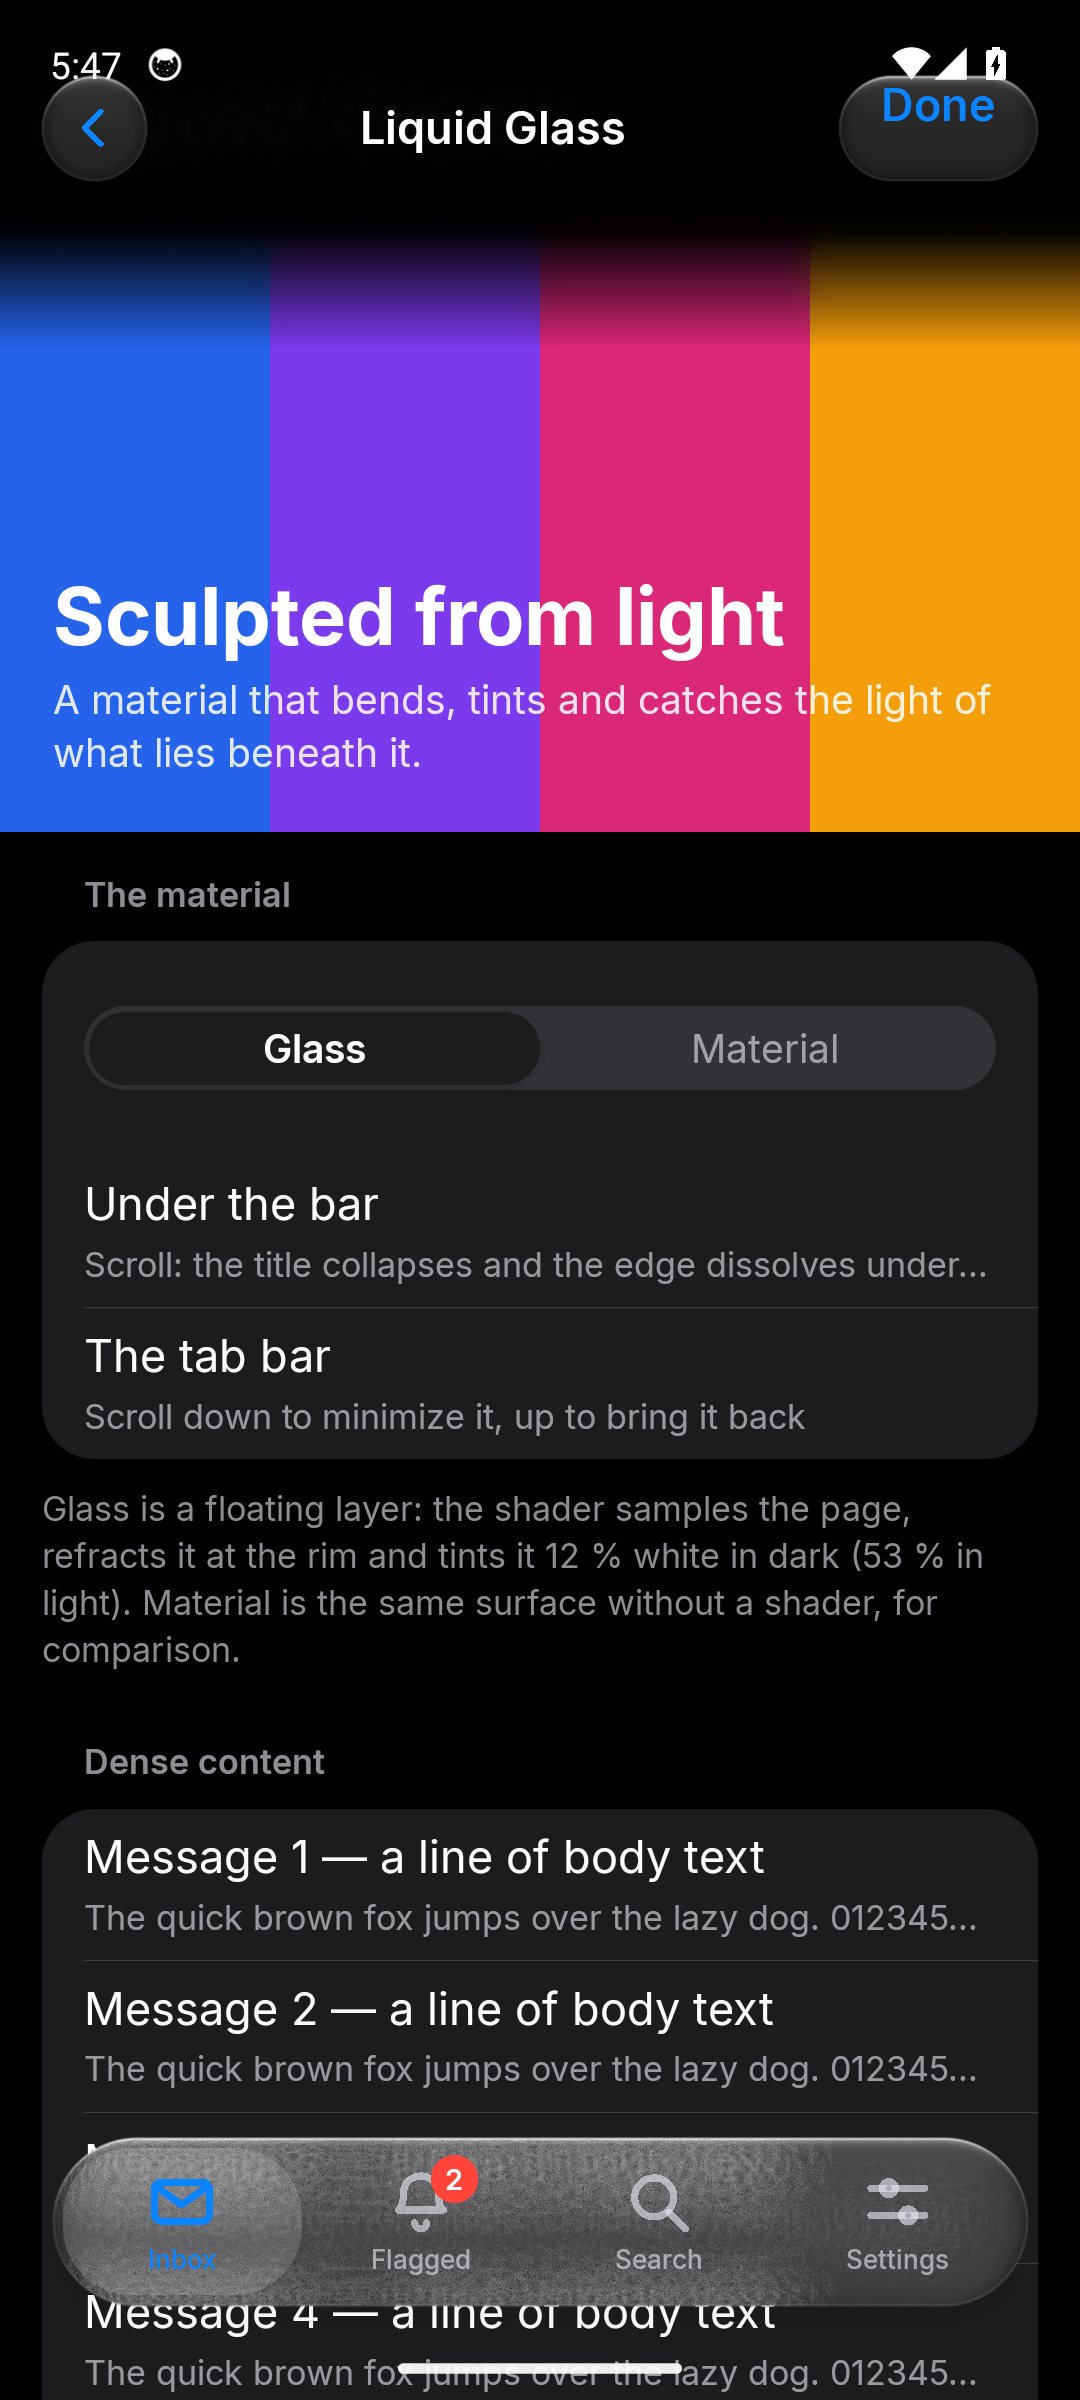 5:47
Liquid Glass
Done
Sculpted from light
A material that bends, tints and catches the light of
what lies beneath it.
The material
Glass
Material
Under the bar
Scroll: the title collapses and the edge dissolves under...
The tab bar
Scroll down to minimize it, up to bring it back
Glass is a floating layer: the shader samples the page,
refracts it at the rim and tints it 12 % white in dark (53 % in
light). Material is the same surface without a shader, for
comparison.
Dense content
Message 1 — a line of body text
The quick brown fox jumps over the lazy dog. 012345...
Message 2 — a line of body text
The quick brown fox jumps over the lazy dog. 012345...
2
Inbox
Flagged
Search
Settings
Message 4 — a line of body text
The quick brown fox jumps over the lazy dog. 012345...